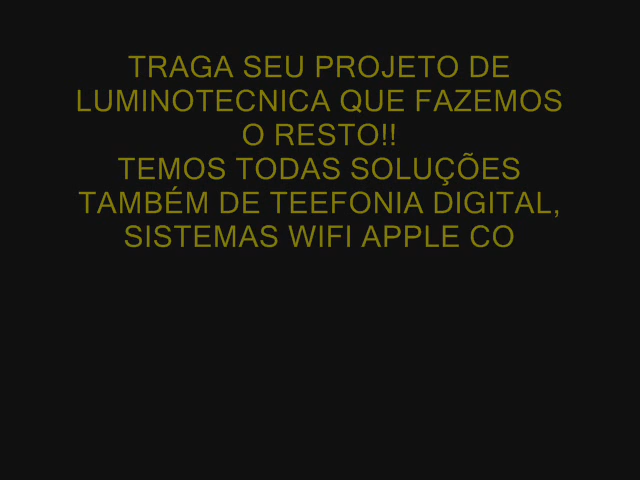 TRAGA SEU PROJETO DE
LUMINOTECNICA QUE FAZEMOS
O RESTO!!
TEMOS TODAS SOLUÇÕES
TAMBÉM DE TEEFONIA DIGITAL,
SISTEMAS WIFI APPLE CO